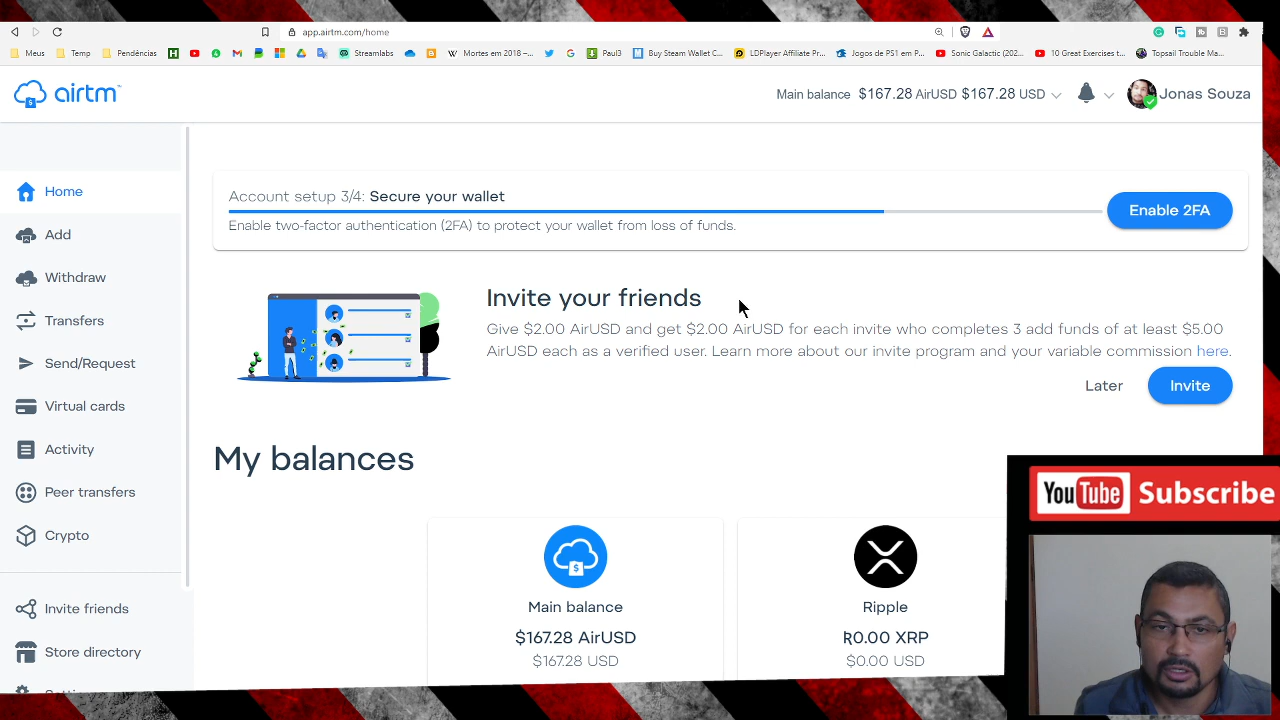 app.airtm.com/home
Meus
Temp
Pendências
Streamlabs
Mortes em 2018 –...
Paul3
Buy Steam Wallet C...
LDPlayer Affiliate Pr...
Jogos de PS1 em P...
Sonic Galactic (202...
10 Great Exercises t...
Topsail Trouble Ma...
airtm
Main balance $167.28 AirUSD $167.28 USD
Jonas Souza
Home
Add
Withdraw
Transfers
Send/Request
Virtual cards
Activity
Peer transfers
Crypto
Invite friends
Store directory
Account setup 3/4: Secure your wallet
Enable two-factor authentication (2FA) to protect your wallet from loss of funds.
Enable 2FA
Invite your friends
Give $2.00 AirUSD and get $2.00 AirUSD for each invite who completes 3 add funds of at least $5.00
AirUSD each as a verified user. Learn more about our invite program and your variable commission here.
Later
Invite
My balances
Main balance
$167.28 AirUSD
$167.28 USD
Ripple
Ʀ0.00 XRP
$0.00 USD
YouTube Subscribe